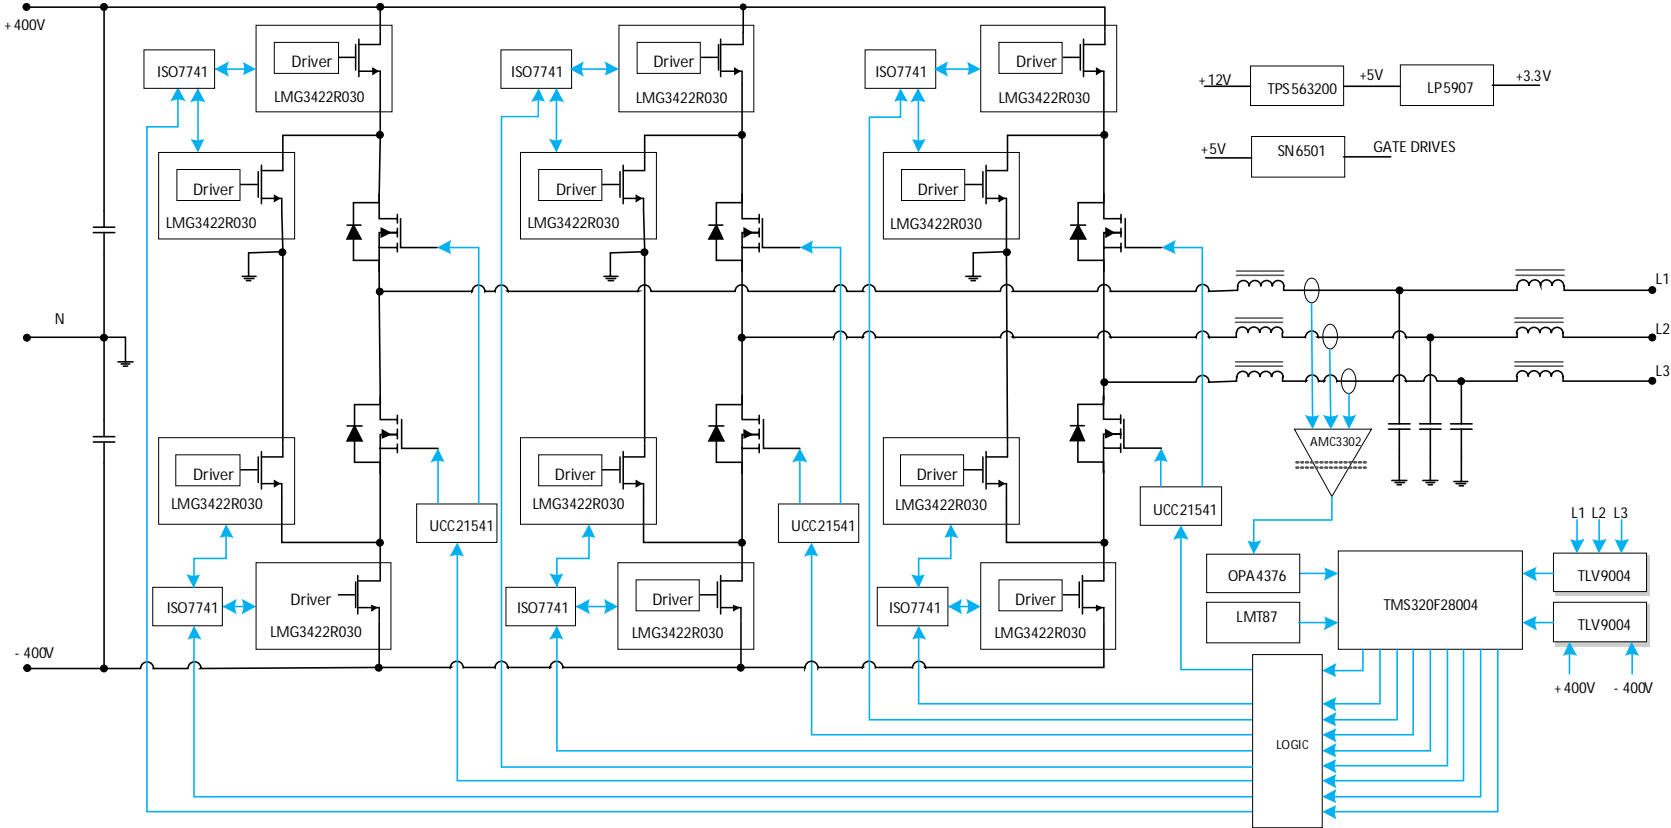 +400V
ISO7741
Driver
LMG3422R030
ISO7741
Driver
LMG3422R030
ISO7741
Driver
LMG3422R030
+12V
TPS563200
+5V
LP5907
+3.3V
Driver
LMG3422R030
Driver
LMG3422R030
Driver
LMG3422R030
+5V
SN6501
GATE DRIVES
N
L1
L2
L3
Driver
LMG3422R030
Driver
LMG3422R030
Driver
LMG3422R030
AMC3302
UCC21541
UCC21541
UCC21541
L1 L2 L3
ISO7741
Driver
LMG3422R030
ISO7741
Driver
LMG3422R030
ISO7741
Driver
LMG3422R030
OPA4376
LMT87
TMS320F28004
TLV9004
TLV9004
- 400V
+400V
- 400V
LOGIC